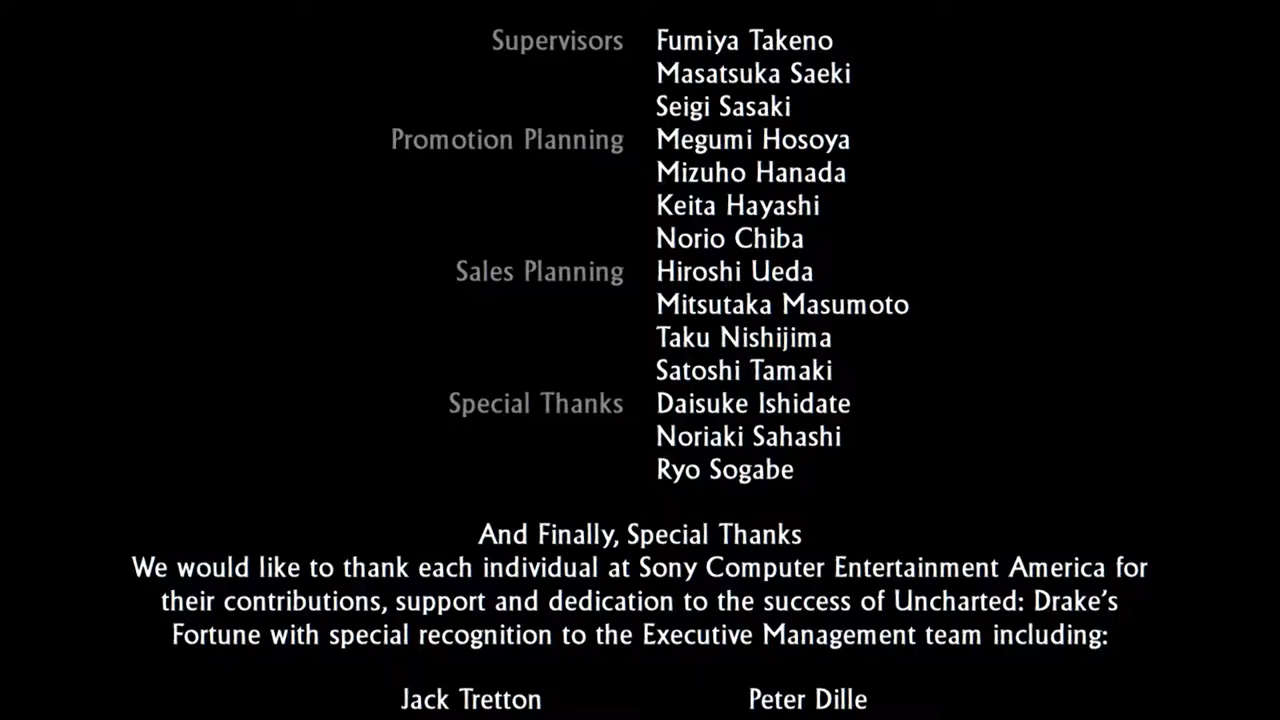 Supervisors Fumiya Takeno
Masatsuka Saeki
Seigi Sasaki
Promotion Planning Megumi Hosoya
Mizuho Hanada
Keita Hayashi
Norio Chiba
Sales Planning Hiroshi Ueda
Mitsutaka Masumoto
Taku Nishijima
Satoshi Tamaki
Special Thanks Daisuke Ishidate
Noriaki Sahashi
Ryo Sogabe
And Finally, Special Thanks
We would like to thank each individual at Sony Computer Entertainment America for
their contributions, support and dedication to the success of Uncharted: Drake's
Fortune with special recognition to the Executive Management team including:
Jack Tretton Peter Dille